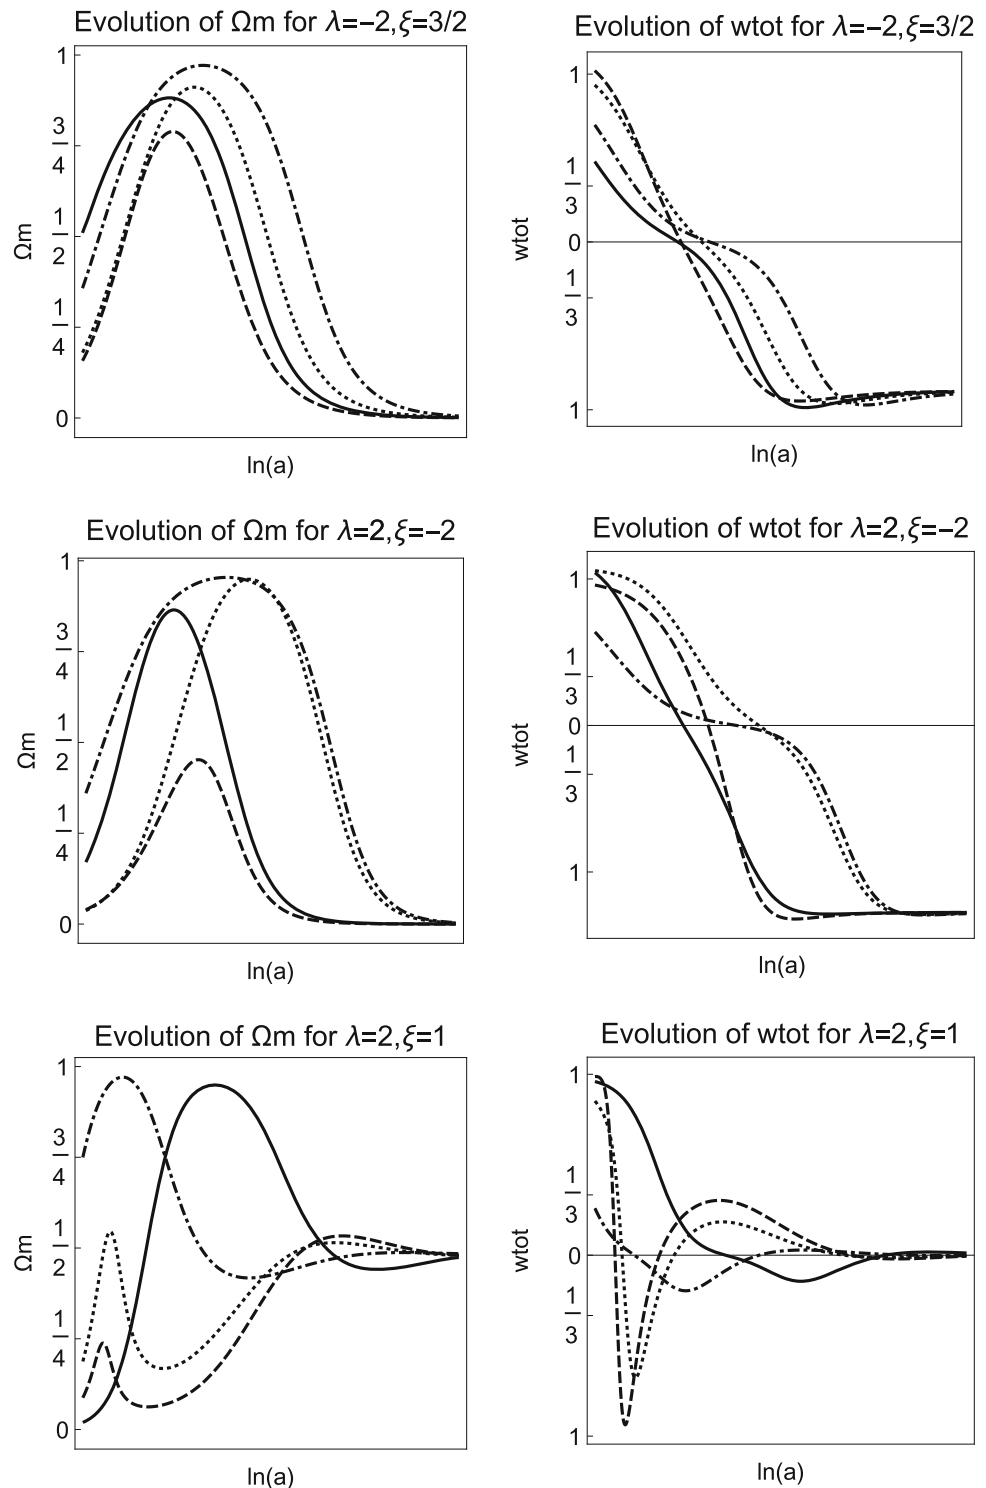 Evolution of Ωm for λ=−2,ξ=3/2
1
3
4
1
2
1
4
0
Ωm
ln(a)
Evolution of wtot for λ=−2,ξ=3/2
1
1
3
0
1
3
1
wtot
ln(a)
Evolution of Ωm for λ=2,ξ=−2
1
3
4
1
2
1
4
0
Ωm
ln(a)
Evolution of wtot for λ=2,ξ=−2
1
1
3
0
1
3
1
wtot
ln(a)
Evolution of Ωm for λ=2,ξ=1
1
3
4
1
2
1
4
0
Ωm
ln(a)
Evolution of wtot for λ=2,ξ=1
1
1
3
0
1
3
1
wtot
ln(a)